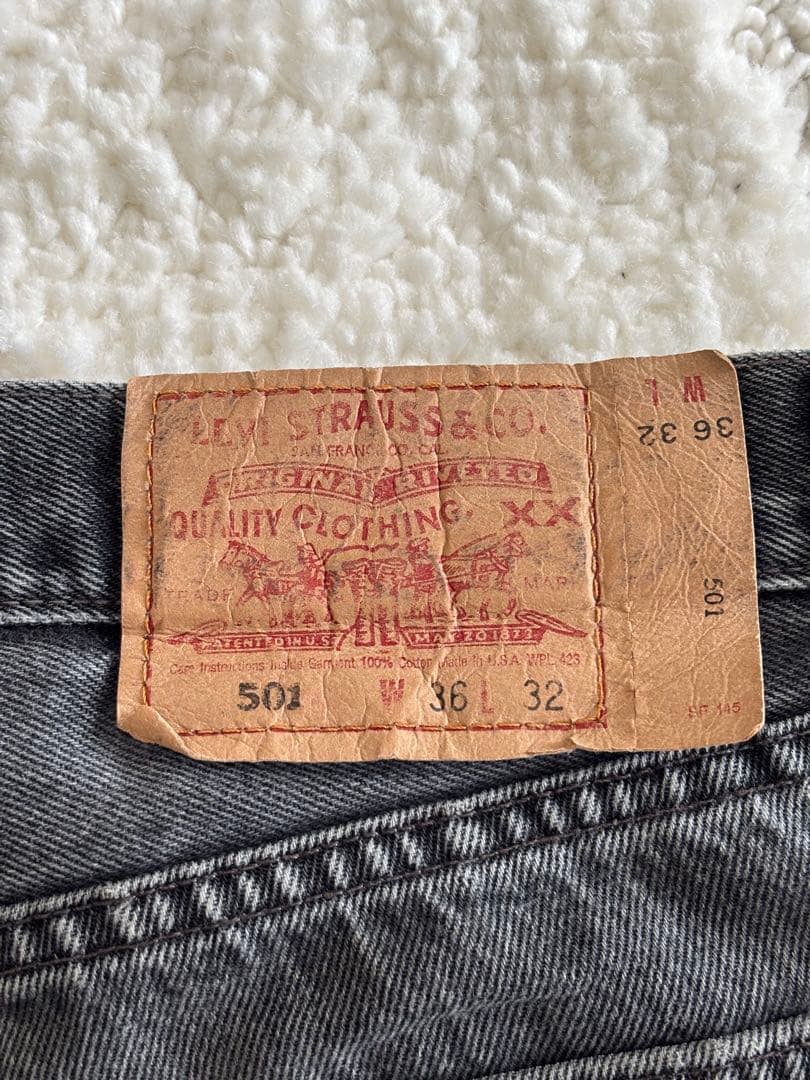 LEVI STRAUSS & CO.
SAN FRANCISCO, CAL.
ORIGINAL RIVETED
QUALITY CLOTHING. XX
TRADE MARK
PATENTED IN U.S. MAY 20 1873
Care Instructions Inside Garment 100% Cotton Made in U.S.A. WPL 423
501 W 36 L 32
W L
36 32
501
SF 145